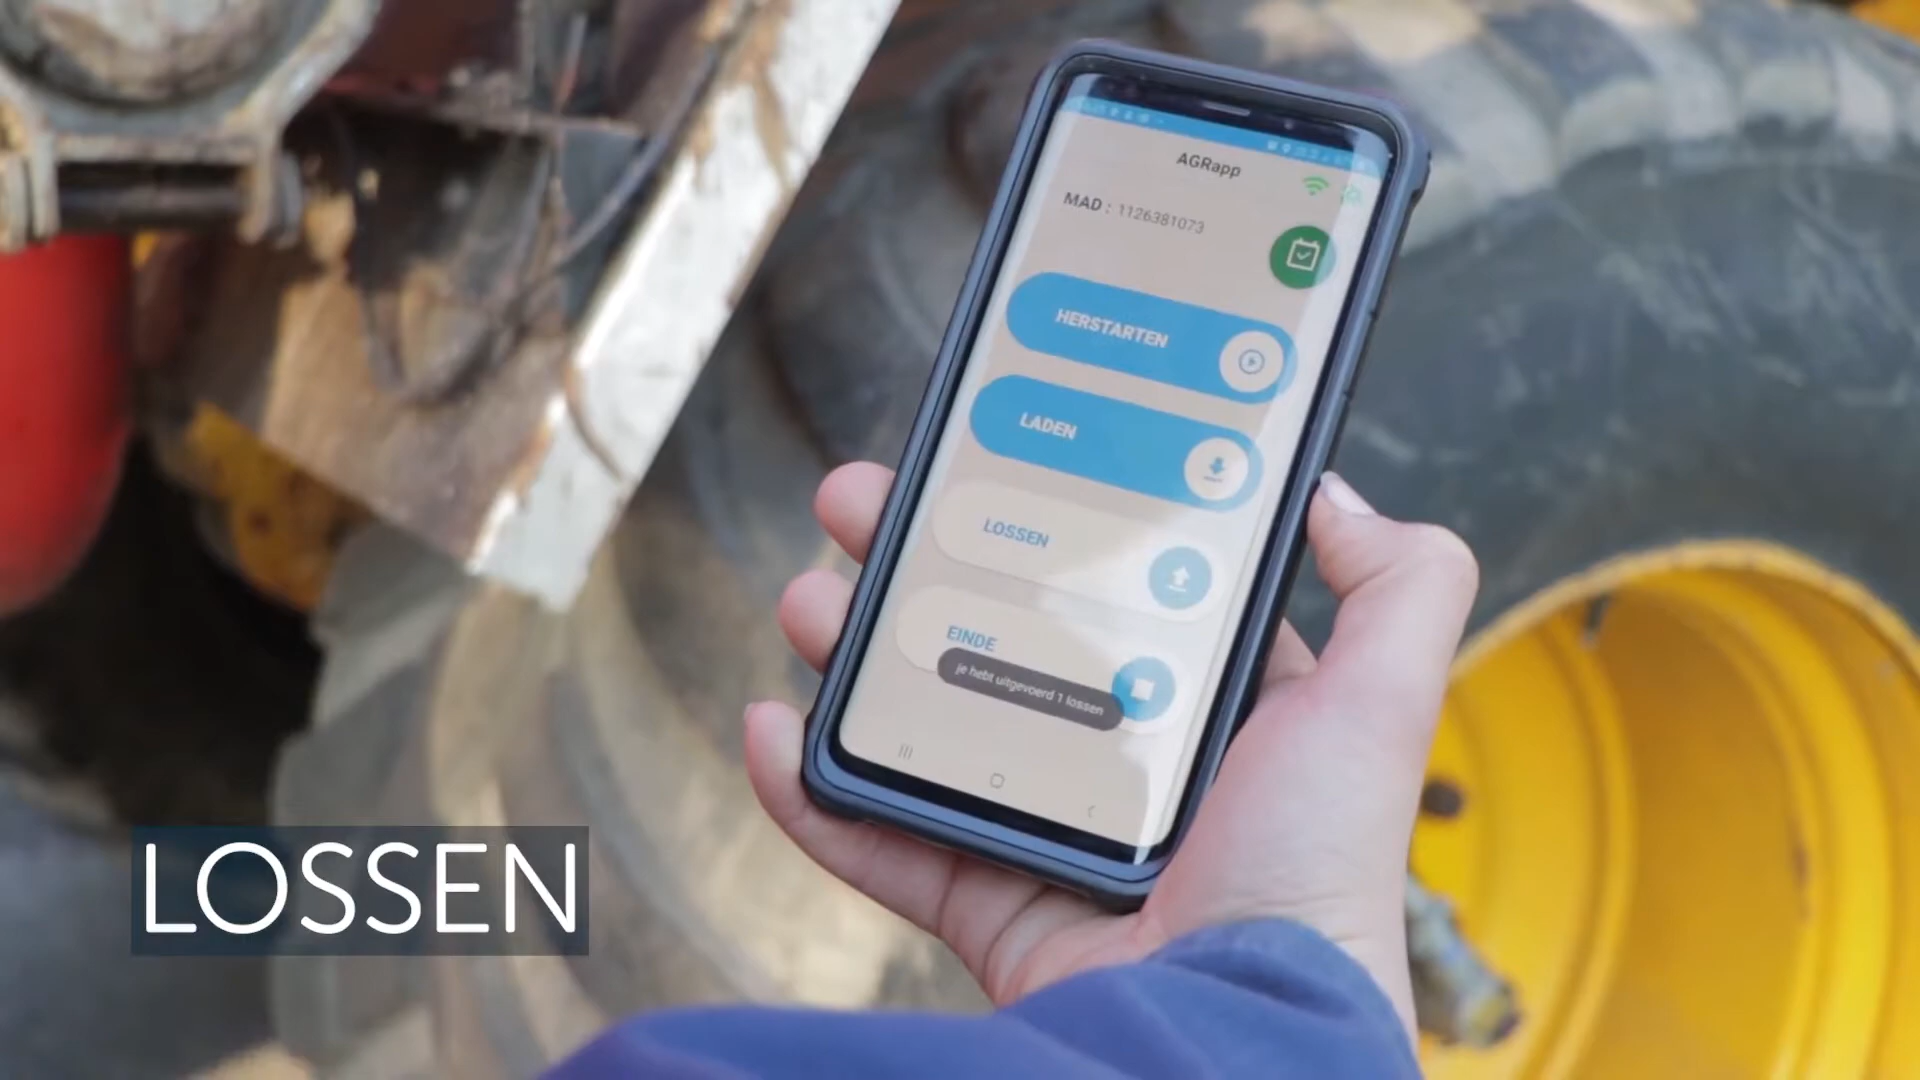 AGRapp
MAD : 1126381073
HERSTARTEN
LADEN
LOSSEN
EINDE
je hebt uitgevoerd 1 lossen
LOSSEN